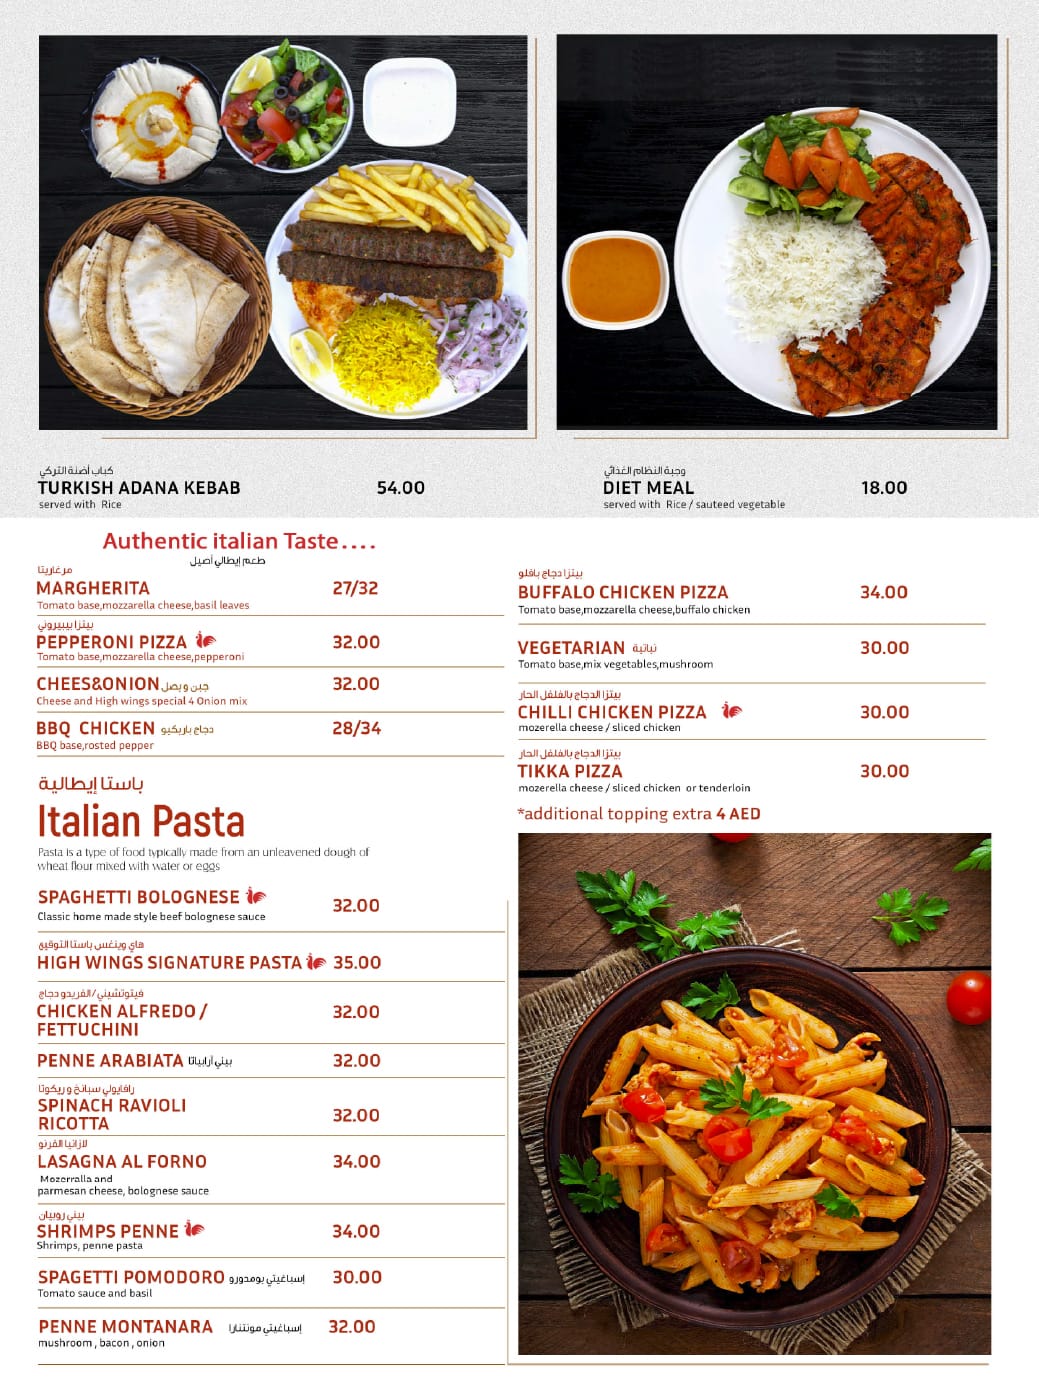 كباب أضنة التركي
TURKISH ADANA KEBAB 54.00
served with Rice
وجبة النظام الغذائي
DIET MEAL 18.00
served with Rice / sauteed vegetable
Authentic italian Taste....
طعم إيطالي أصيل
مرغاريتا
MARGHERITA 27/32
Tomato base,mozzarella cheese,basil leaves
بيتزا بيبيروني
PEPPERONI PIZZA 32.00
Tomato base,mozzarella cheese,pepperoni
CHEES&ONION جبن و بصل 32.00
Cheese and High wings special 4 Onion mix
BBQ CHICKEN دجاج باربكيو 28/34
BBQ base,rosted pepper
بيتزا دجاج بافلو
BUFFALO CHICKEN PIZZA 34.00
Tomato base,mozzarella cheese,buffalo chicken
VEGETARIAN نباتية 30.00
Tomato base,mix vegetables,mushroom
بيتزا الدجاج بالفلفل الحار
CHILLI CHICKEN PIZZA 30.00
mozerella cheese / sliced chicken
بيتزا الدجاج بالفلفل الحار
TIKKA PIZZA 30.00
mozerella cheese / sliced chicken or tenderloin
*additional topping extra 4 AED
باستا إيطالية
Italian Pasta
Pasta is a type of food typically made from an unleavened dough of
wheat flour mixed with water or eggs
SPAGHETTI BOLOGNESE 32.00
Classic home made style beef bolognese sauce
هاي وينغس باستا التوقيع
HIGH WINGS SIGNATURE PASTA 35.00
فيتوتشيني/الفريدو دجاج
CHICKEN ALFREDO / 32.00
FETTUCHINI
PENNE ARABIATA بيني أرابياتا 32.00
رافايولي سبانخ و ريكوتا
SPINACH RAVIOLI
RICOTTA 32.00
لازانيا الفرنو
LASAGNA AL FORNO 34.00
Mozerralla and
parmesan cheese, bolognese sauce
بيني روبيان
SHRIMPS PENNE 34.00
Shrimps, penne pasta
SPAGETTI POMODORO إسباغيتي بومدورو 30.00
Tomato sauce and basil
PENNE MONTANARA إسباغيتي مونتنارا 32.00
mushroom , bacon , onion